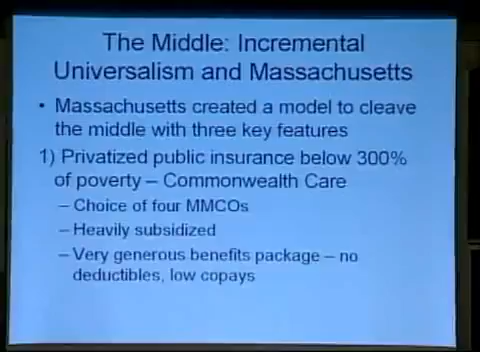 The Middle: Incremental
Universalism and Massachusetts
• Massachusetts created a model to cleave
the middle with three key features
1) Privatized public insurance below 300%
of poverty – Commonwealth Care
– Choice of four MMCOs
– Heavily subsidized
– Very generous benefits package – no
deductibles, low copays